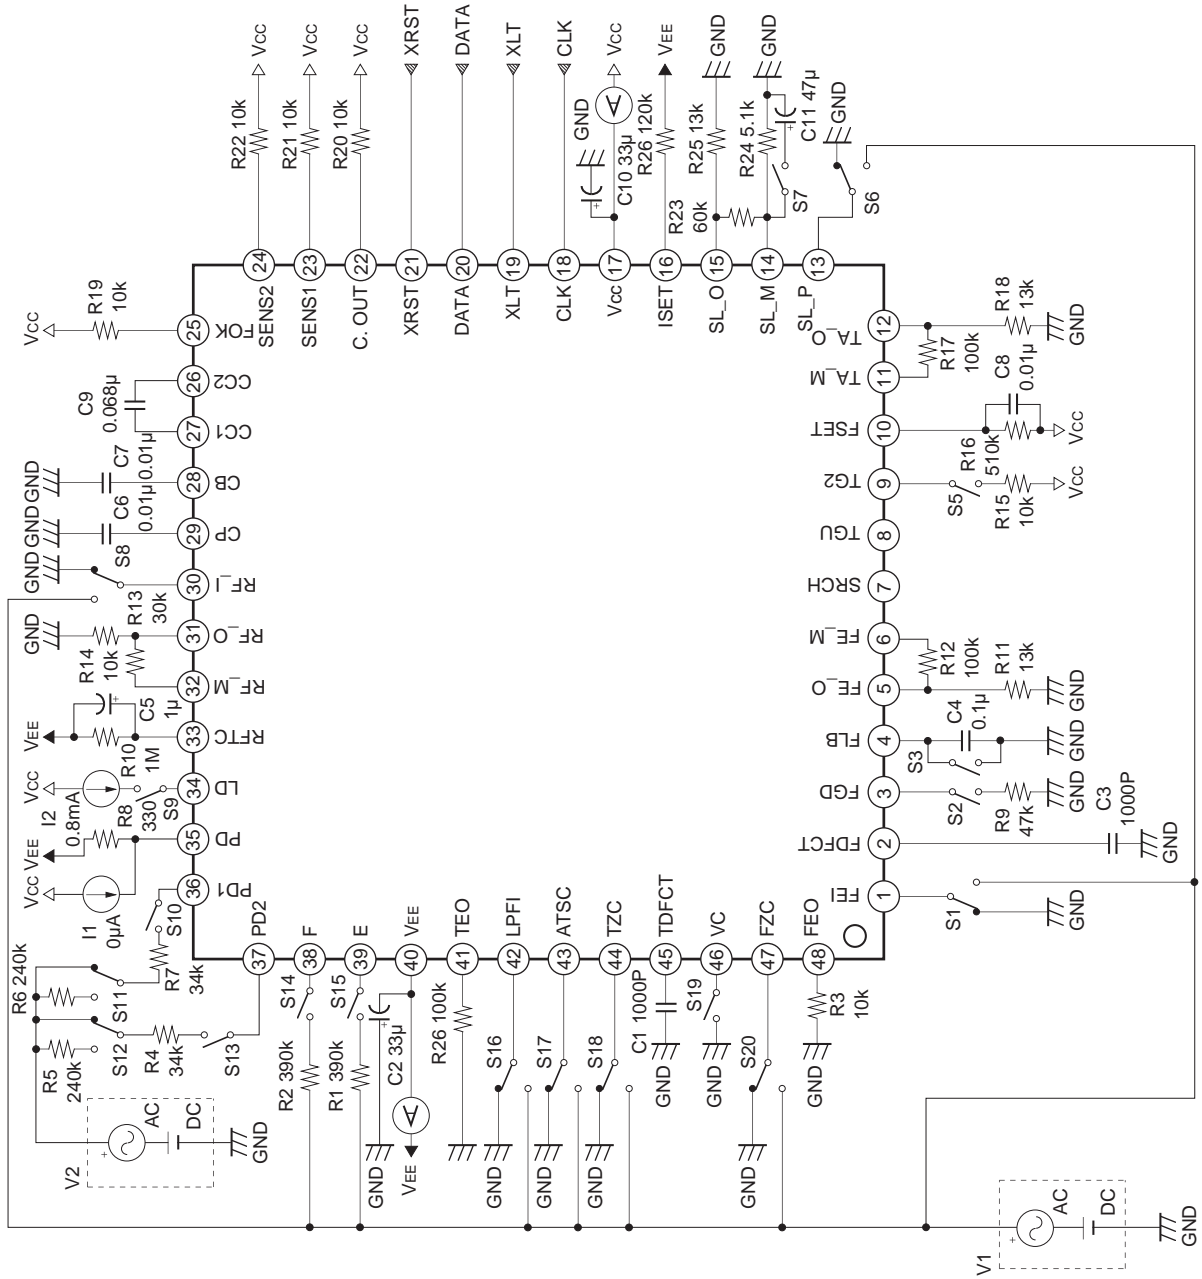 R22 10k
VCC
R21 10k
VCC
R20 10k
VCC
XRST
DATA
XLT
CLK
GND
C10 33µ
A
VCC
R26 120k
VEE
R25 13k
GND
R23
60k
R24 5.1k
GND
C11 47µ
S7
GND
S6
24
SENS2
23
SENS1
22
C. OUT
21
XRST
20
DATA
19
XLT
18
CLK
17
VCC
16
ISET
15
SL_O
14
SL_M
13
SL_P
VCC
R19
10k
25
FOK
C9
0.068µ
26
CC2
27
CC1
GND
C7
0.01µ
28
CB
GND
C6
0.01µ
29
CP
GND
S8
30
RF_I
GND
R14
10k
R13
30k
31
RF_O
32
RF_M
VEE
C5
1µ
R10
1M
33
RFTC
VCC
I2
0.8mA
S9
34
LD
VEE
R8
330
35
PD
VCC
I1
0µA
S10
R7
34k
36
PD1
12
TA_O
R18
13k
GND
R17
100k
11
TA_M
10
FSET
C8
0.01µ
R16
510k
VCC
9
TG2
S5
R15
10k
VCC
8
TGU
7
SRCH
6
FE_M
R12
100k
5
FE_O
R11
13k
GND
4
FLB
C4
0.1µ
S3
GND
3
FGD
S2
R9
47k
GND
2
FDFCT
C3
1000P
GND
1
FEI
S1
GND
R6 240k
S11
R5
240k
S12
R4
34k
S13
V2
AC
DC
GND
37
PD2
38
F
S14
R2 390k
39
E
S15
R1 390k
40
VEE
C2 33µ
GND
A
VEE
41
TEO
R26 100k
GND
42
LPFI
S16
GND
43
ATSC
S17
GND
44
TZC
S18
GND
45
TDFCT
C1 1000P
GND
46
VC
S19
GND
47
FZC
S20
GND
48
FEO
R3
10k
GND
V1
AC
DC
GND